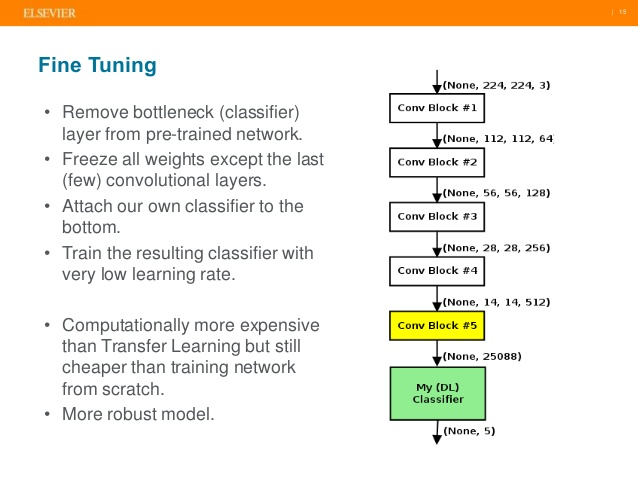 ELSEVIER
| 15
Fine Tuning
• Remove bottleneck (classifier)
layer from pre-trained network.
• Freeze all weights except the last
(few) convolutional layers.
• Attach our own classifier to the
bottom.
• Train the resulting classifier with
very low learning rate.
• Computationally more expensive
than Transfer Learning but still
cheaper than training network
from scratch.
• More robust model.
(None, 224, 224, 3)
Conv Block #1
(None, 112, 112, 64)
Conv Block #2
(None, 56, 56, 128)
Conv Block #3
(None, 28, 28, 256)
Conv Block #4
(None, 14, 14, 512)
Conv Block #5
(None, 25088)
My (DL)
Classifier
(None, 5)